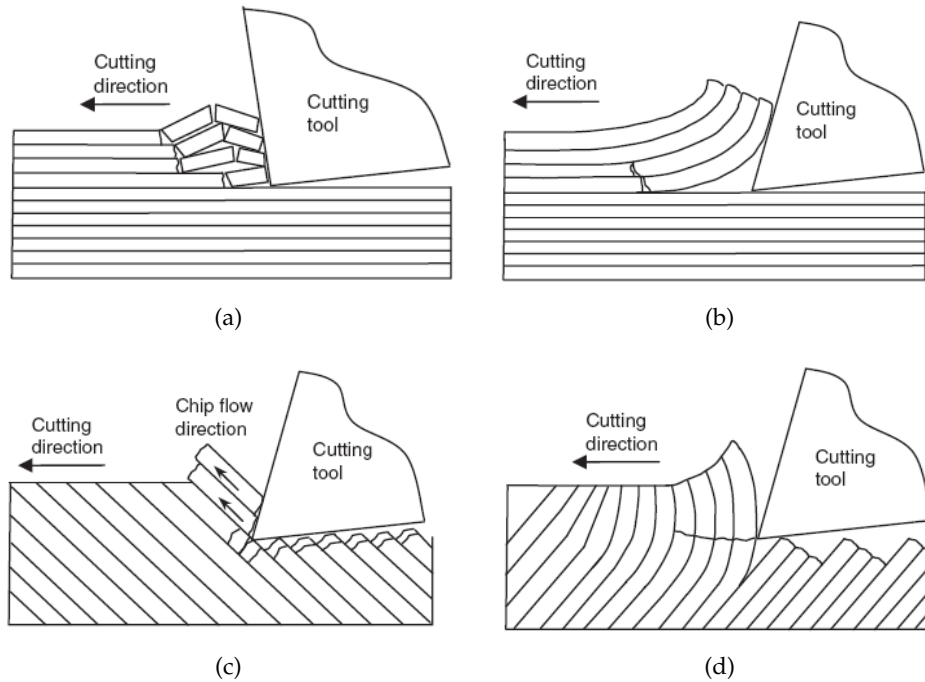 Cutting
direction
Cutting
tool
(a)
Cutting
direction
Cutting
tool
(b)
Cutting
direction
Chip flow
direction
Cutting
tool
(c)
Cutting
direction
Cutting
tool
(d)